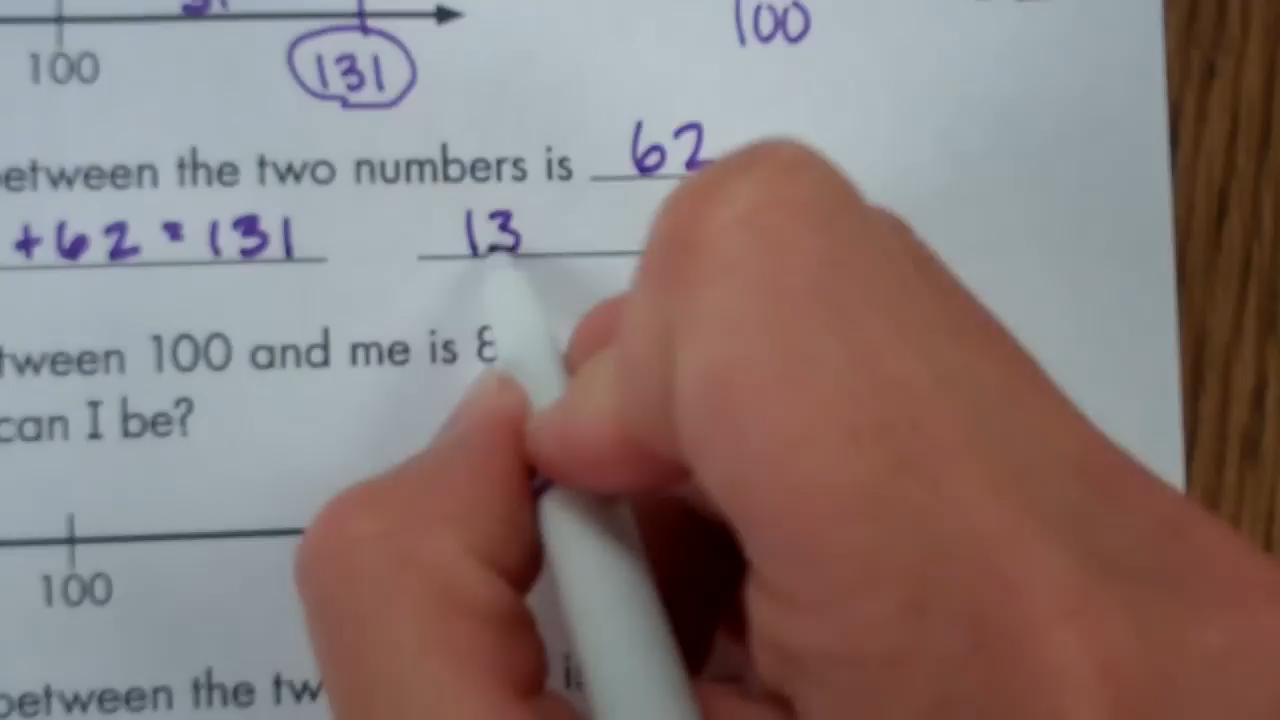 100
100
131
between the two numbers is 62
+62=131
13
tween 100 and me is 8
can I be?
100
between the tw